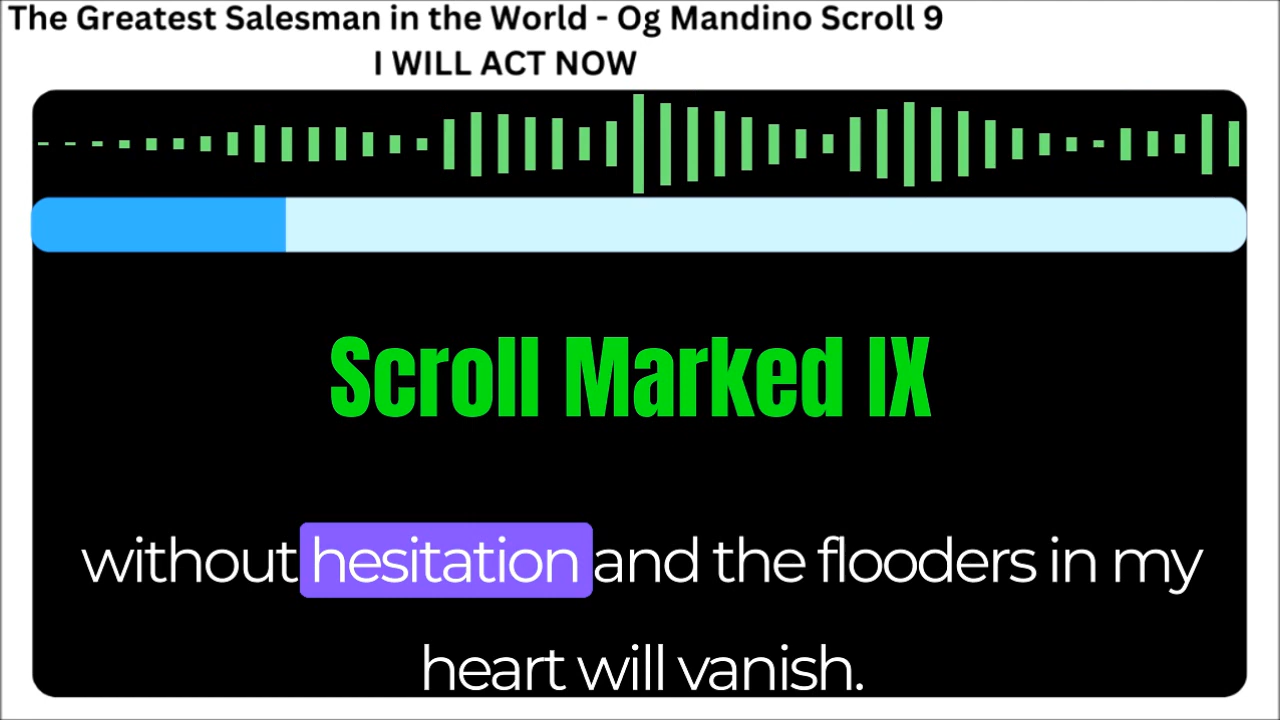 The Greatest Salesman in the World - Og Mandino Scroll 9
I WILL ACT NOW
Scroll Marked IX
without hesitation and the flooders in my
heart will vanish.